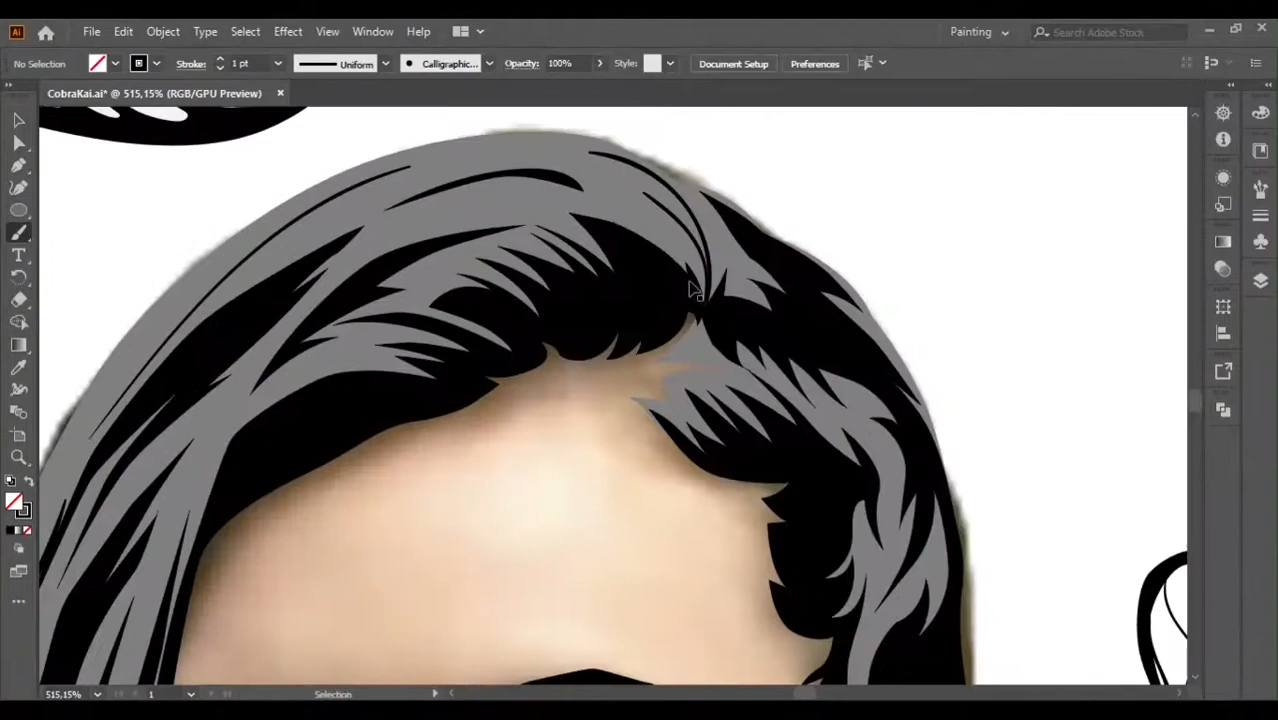 Ai File Edit Object Type Select Effect View Window Help Painting Search Adobe Stock
No Selection Stroke: 1 pt Uniform Calligraphic... Opacity: 100% Style: Document Setup Preferences
CobraKai.ai* @ 515,15% (RGB/GPU Preview)
T
515,15% 1 Selection